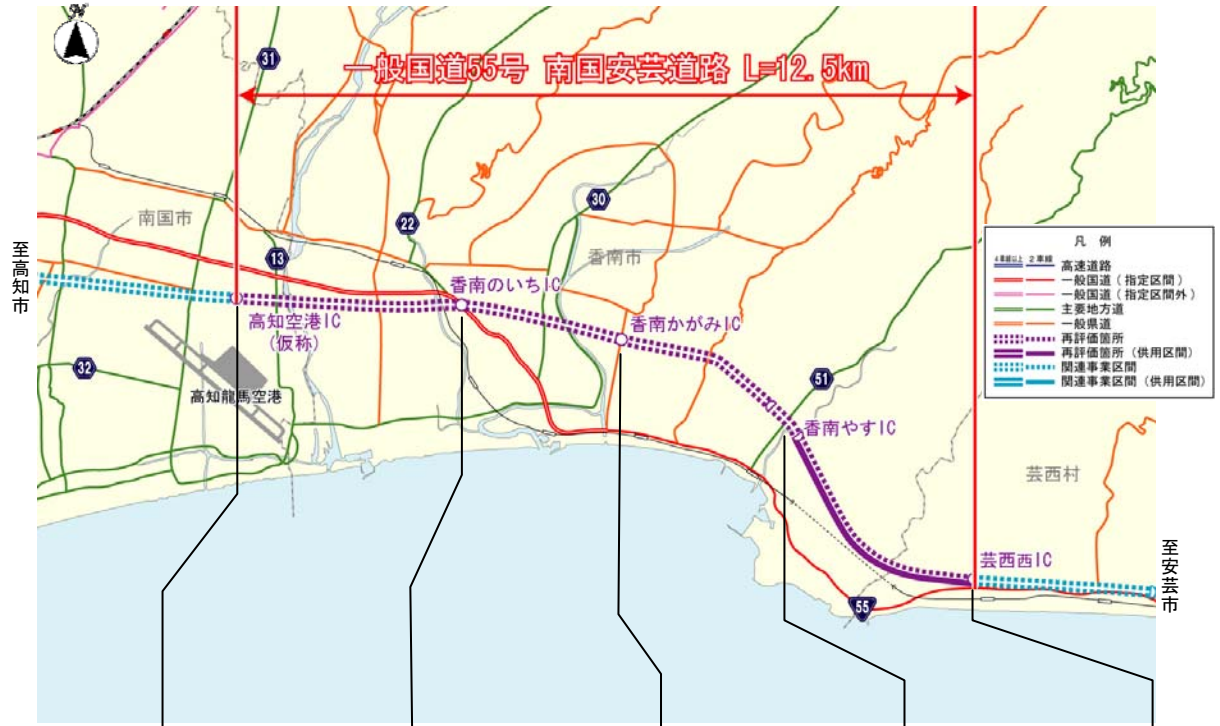 31
一般国道55号 南国安芸道路 L=12.5km
30
22
南国市
13
香南市
至高知市
凡 例
4車線以上 2車線
高速道路
一般国道(指定区間)
一般国道(指定区間外)
主要地方道
一般県道
再評価箇所
再評価箇所(供用区間)
関連事業区間
関連事業区間(供用区間)
香南のいちIC
高知空港IC
(仮称)
香南かがみIC
32
高知龍馬空港
51
香南やすIC
芸西村
芸西西IC
至安芸市
55